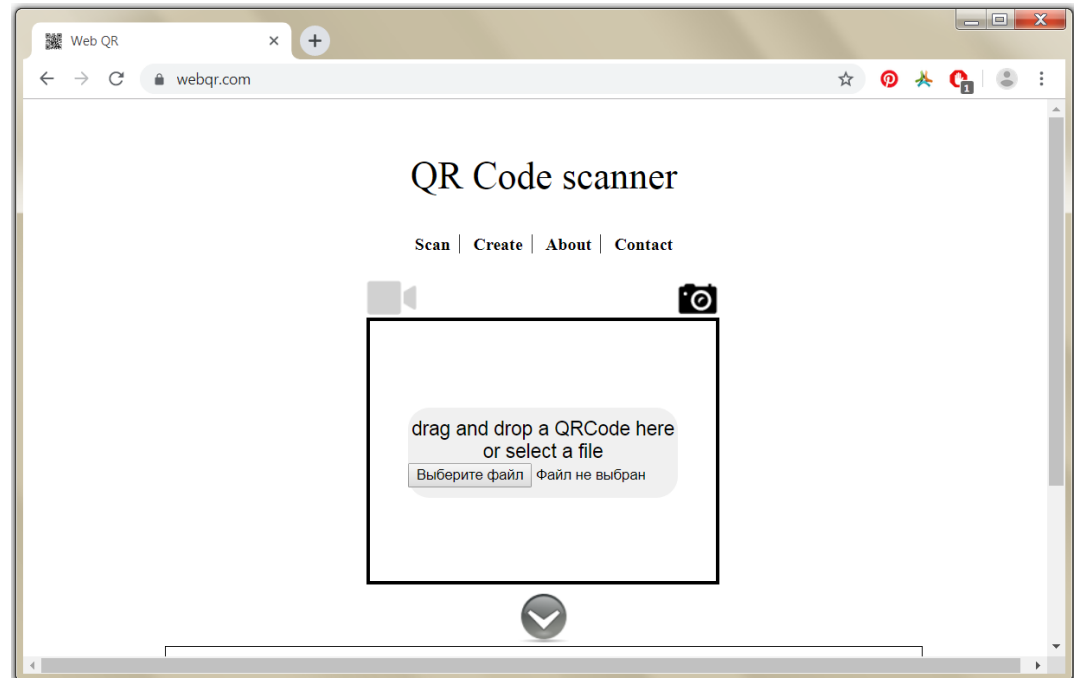 Web QR
webqr.com
1
QR Code scanner
Scan | Create | About | Contact
drag and drop a QRCode here
or select a file
Выберите файл Файл не выбран